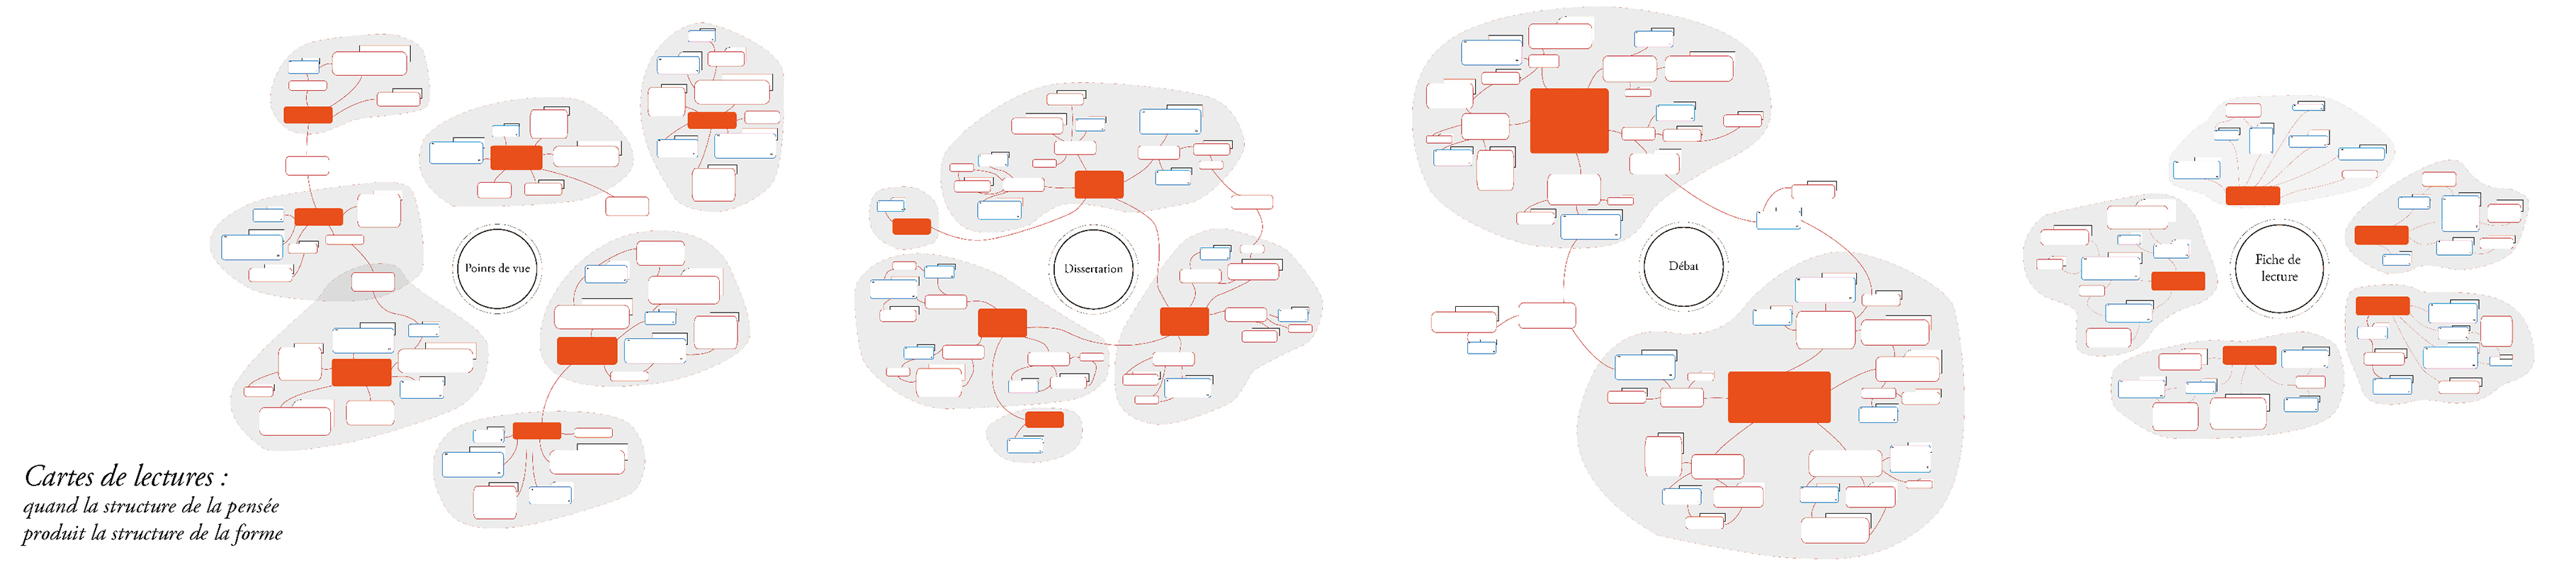 Points de vue
Dissertation
Débat
Fiche de
lecture
Cartes de lectures :
quand la structure de la pensée
produit la structure de la forme